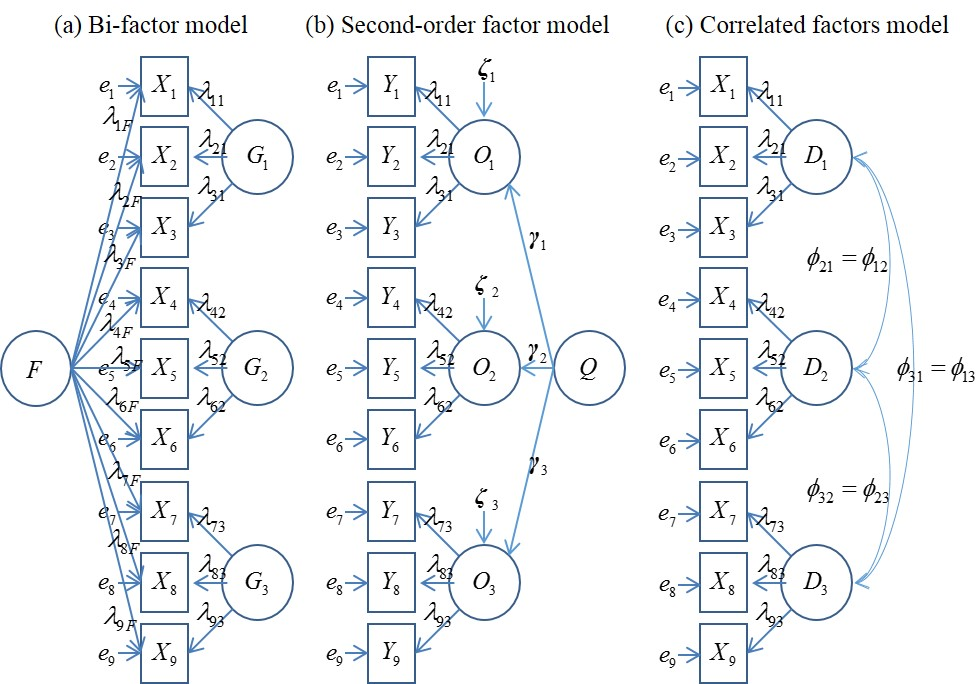 (a) Bi-factor model (b) Second-order factor model (c) Correlated factors model
e1 X1 λ11
λ1F
e2 X2 λ21 G1
λ2F
e3 X3 λ31
λ3F
e4 X4 λ42
λ4F
F
e5 X5 λ52 G2
λ5F
λ6F
e6 X6 λ62
λ7F
e7 X7 λ73
λ8F
e8 X8 λ83 G3
λ9F
e9 X9 λ93
ζ1
e1 Y1 λ11
e2 Y2 λ21 O1
e3 Y3 λ31
γ1
ζ2
e4 Y4 λ42
e5 Y5 λ52 O2 γ2 Q
e6 Y6 λ62
γ3
ζ3
e7 Y7 λ73
e8 Y8 λ83 O3
e9 Y9 λ93
e1 X1 λ11
e2 X2 λ21 D1
e3 X3 λ31
ϕ21 = ϕ12
e4 X4 λ42
e5 X5 λ52 D2
ϕ31 = ϕ13
e6 X6 λ62
ϕ32 = ϕ23
e7 X7 λ73
e8 X8 λ83 D3
e9 X9 λ93